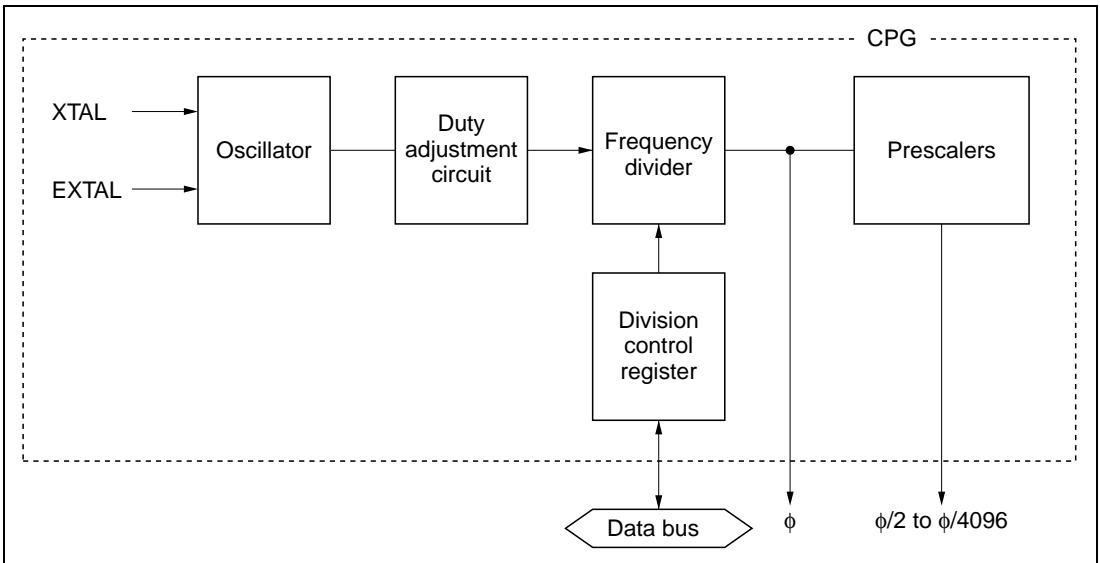 CPG
XTAL
EXTAL
Oscillator
Duty
adjustment
circuit
Frequency
divider
Prescalers
Division
control
register
Data bus
ϕ
ϕ/2 to ϕ/4096